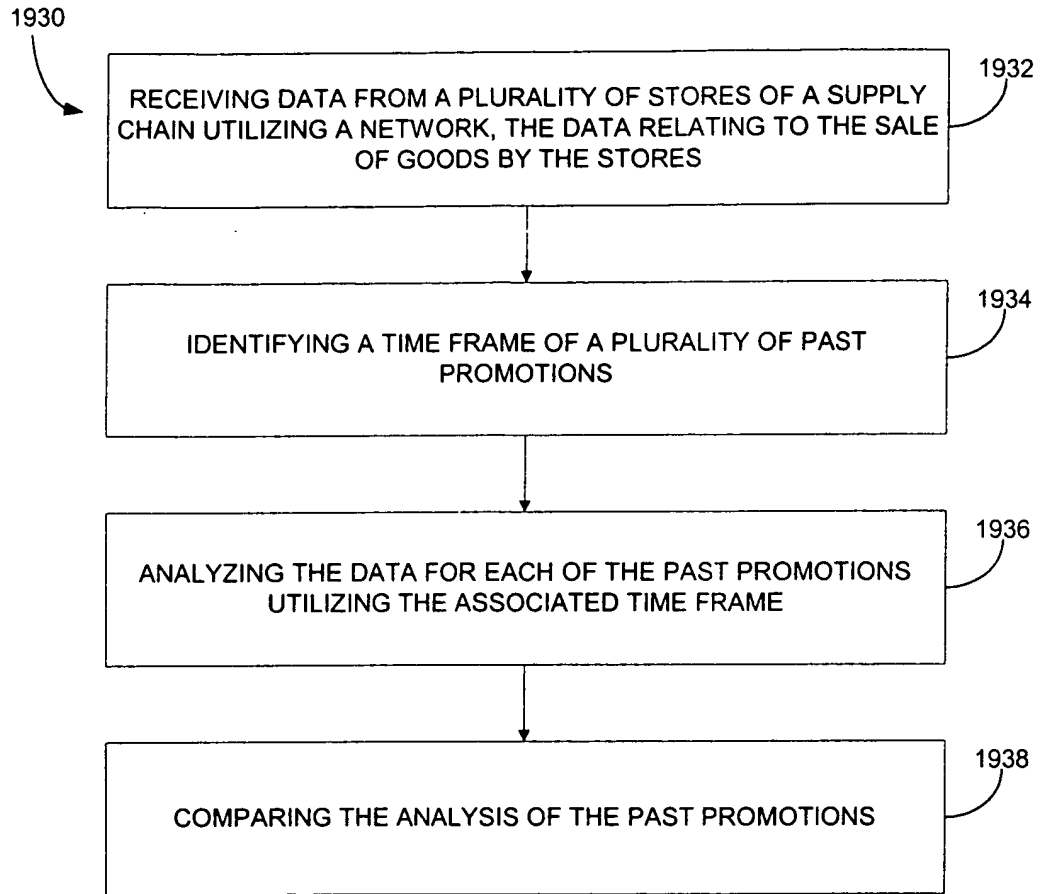 1930
1932
RECEIVING DATA FROM A PLURALITY OF STORES OF A SUPPLY
CHAIN UTILIZING A NETWORK, THE DATA RELATING TO THE SALE
OF GOODS BY THE STORES
1934
IDENTIFYING A TIME FRAME OF A PLURALITY OF PAST
PROMOTIONS
1936
ANALYZING THE DATA FOR EACH OF THE PAST PROMOTIONS
UTILIZING THE ASSOCIATED TIME FRAME
1938
COMPARING THE ANALYSIS OF THE PAST PROMOTIONS